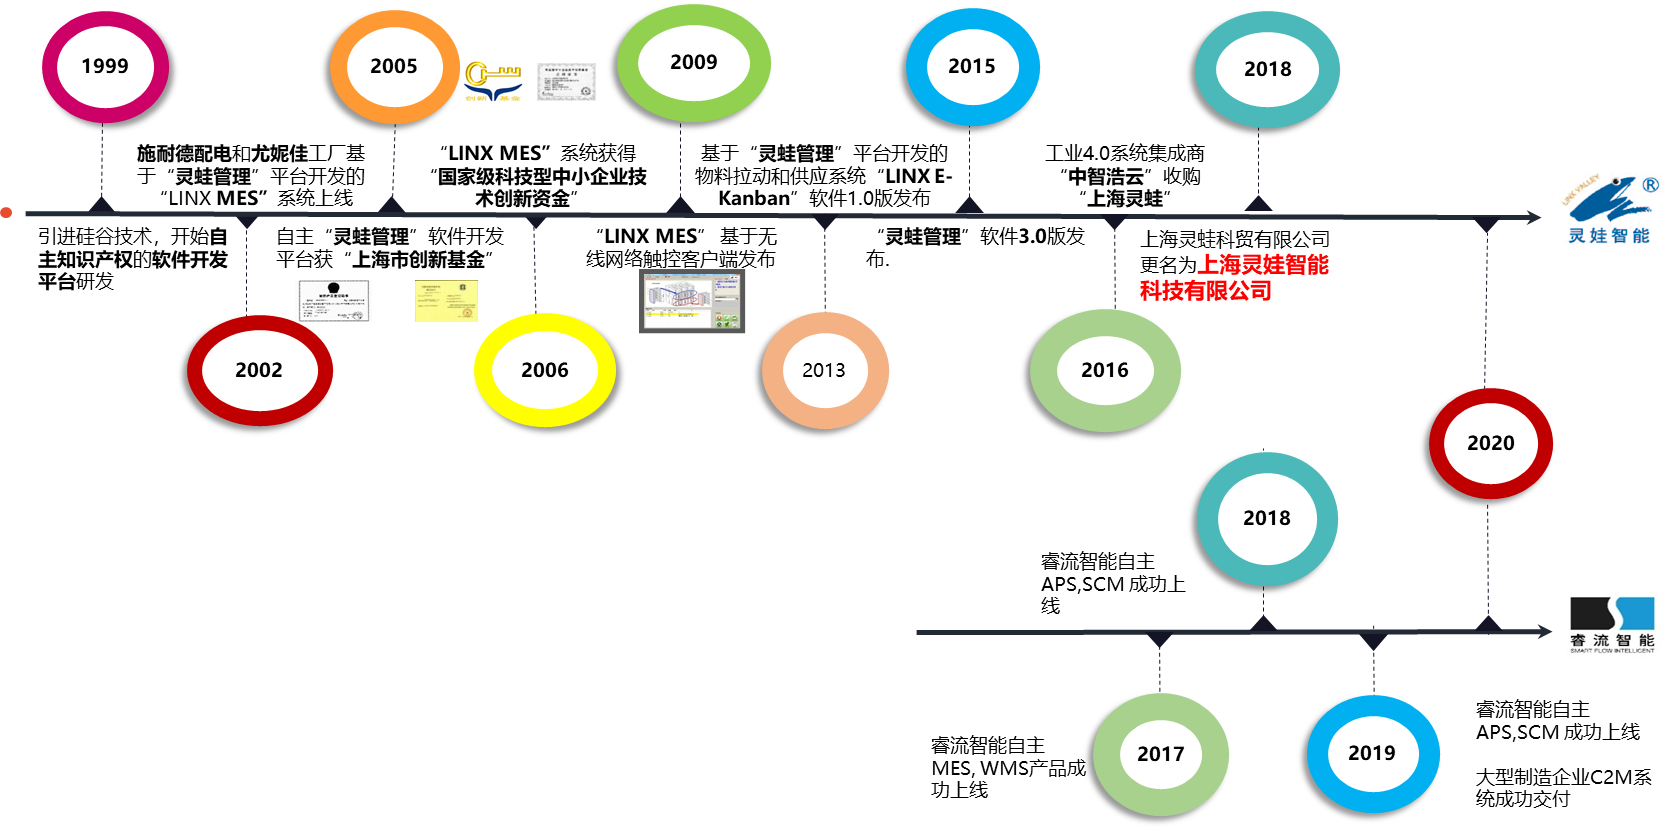 1999
2005
2009
2015
2018
创新 基金
施耐德配电和尤妮佳工厂基
于“灵蛙管理”平台开发的
“LINX MES”系统上线
“LINX MES”系统获得
“国家级科技型中小企业技
术创新资金”
基于“灵蛙管理”平台开发的
物料拉动和供应系统“LINX E-
Kanban”软件1.0版发布
工业4.0系统集成商
“中智浩云”收购
“上海灵蛙”
LINX VALLEY
®
灵娃智能
引进硅谷技术，开始自
主知识产权的软件开发
平台研发
自主“灵蛙管理”软件开发
平台获“上海市创新基金”
“LINX MES” 基于无
线网络触控客户端发布
“灵蛙管理”软件3.0版发
布.
上海灵蛙科贸有限公司
更名为上海灵娃智能
科技有限公司
2002
2006
2013
2016
2020
2018
睿流智能自主
APS,SCM 成功上
线
睿流智能
SMART FLOW INTELLIGENT
2017
2019
睿流智能自主
MES, WMS产品成
功上线
睿流智能自主
APS,SCM 成功上线
大型制造企业C2M系
统成功交付